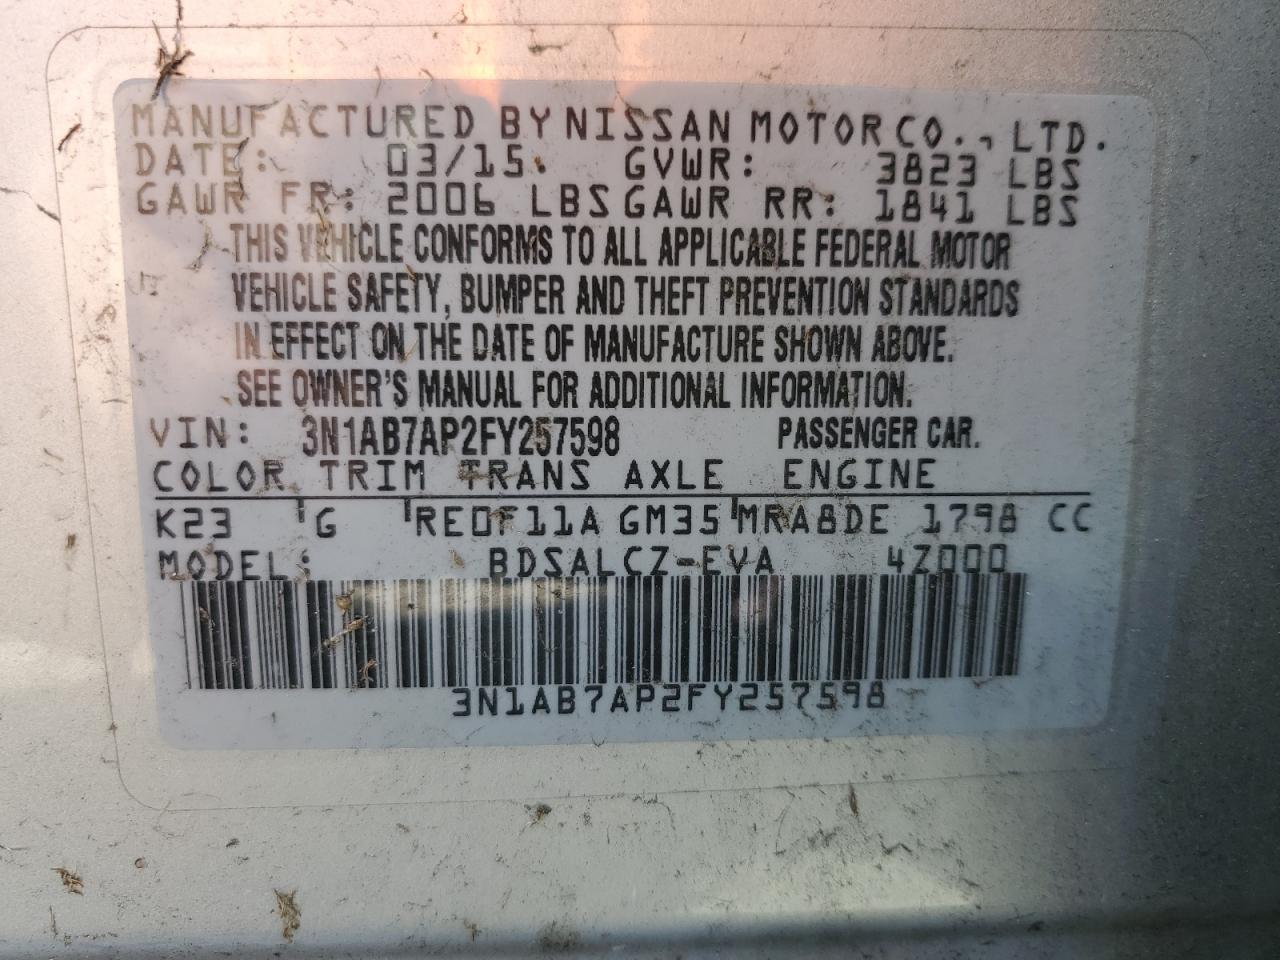 MANUFACTURED BY NISSAN MOTOR CO., LTD.
DATE: 03/15. GVWR: 3823 LBS
GAWR FR: 2006 LBS GAWR RR: 1841 LBS
THIS VEHICLE CONFORMS TO ALL APPLICABLE FEDERAL MOTOR
VEHICLE SAFETY, BUMPER AND THEFT PREVENTION STANDARDS
IN EFFECT ON THE DATE OF MANUFACTURE SHOWN ABOVE.
SEE OWNER'S MANUAL FOR ADDITIONAL INFORMATION.
VIN: 3N1AB7AP2FY257598 PASSENGER CAR.
COLOR TRIM TRANS AXLE ENGINE
K23 G RE0F11A GM35 MRA8DE 1798 CC
MODEL: BDSALCZ-EVA 4Z000
3N1AB7AP2FY257598